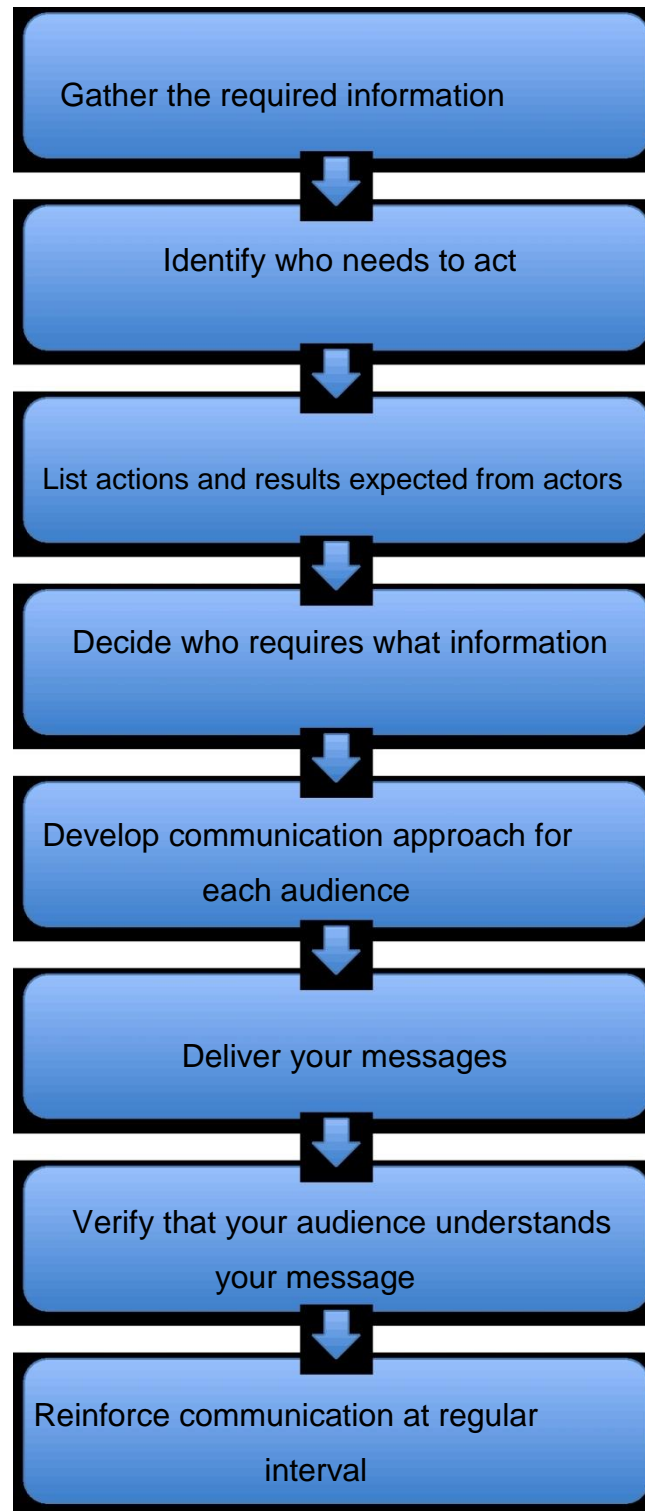 Gather the required information
Identify who needs to act
List actions and results expected from actors
Decide who requires what information
Develop communication approach for
each audience
Deliver your messages
Verify that your audience understands
your message
Reinforce communication at regular
interval